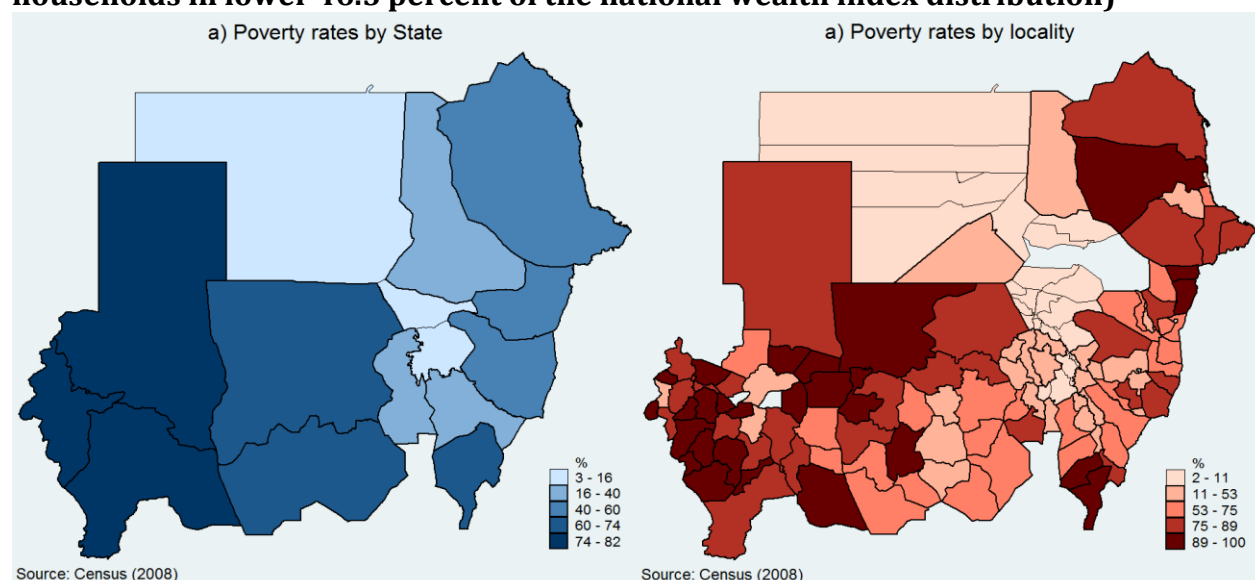 households in lower 46.5 percent of the national wealth index distribution)
a) Poverty rates by State
a) Poverty rates by locality
%
3 - 16
16 - 40
40 - 60
60 - 74
74 - 82
%
2 - 11
11 - 53
53 - 75
75 - 89
89 - 100
Source: Census (2008)
Source: Census (2008)